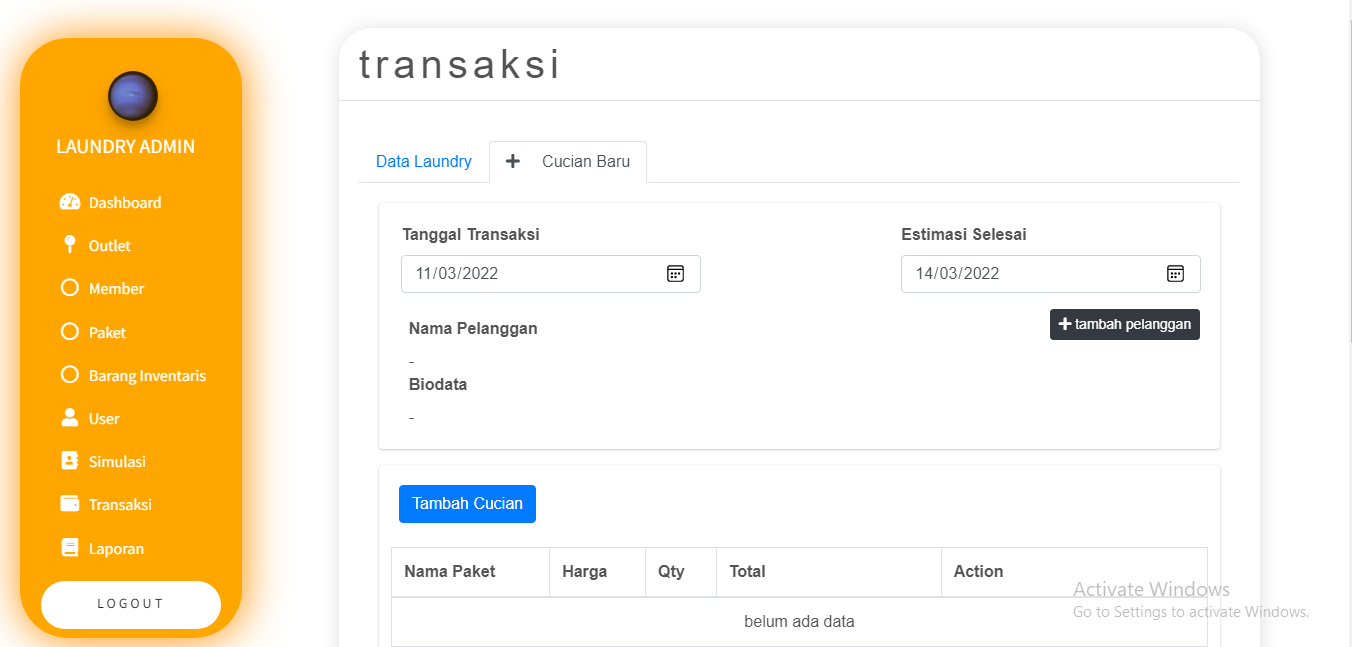 LAUNDRY ADMIN
Dashboard
Outlet
Member
Paket
Barang Inventaris
User
Simulasi
Transaksi
Laporan
LOGOUT
transaksi
Data Laundry
Cucian Baru
Tanggal Transaksi
Estimasi Selesai
11/03/2022
14/03/2022
Nama Pelanggan
tambah pelanggan
-
Biodata
-
Tambah Cucian
Nama Paket Harga Qty Total Action
belum ada data
Activate Windows
Go to Settings to activate Windows.